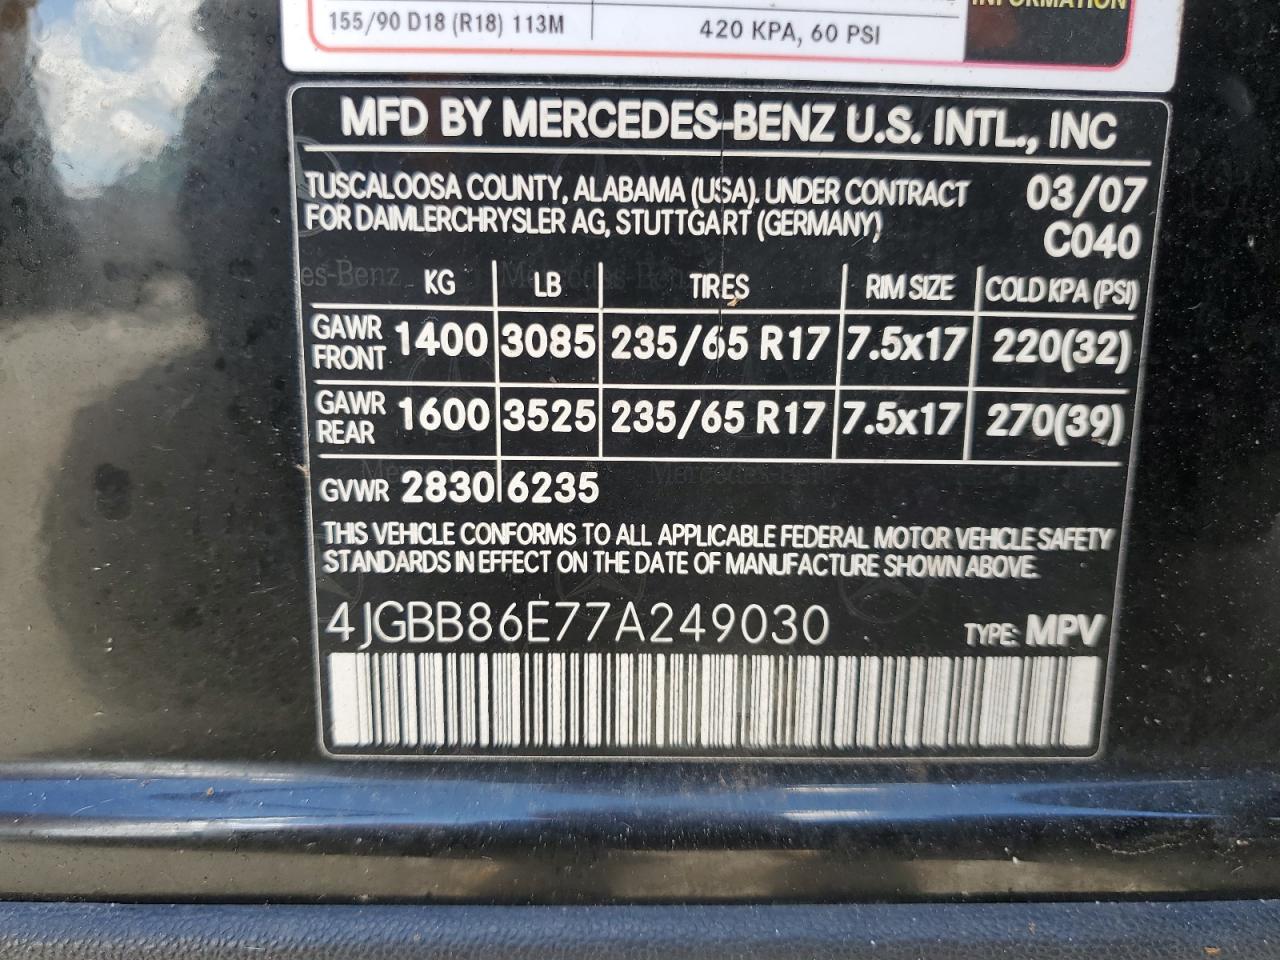 155/90 D18 (R18) 113M 420 KPA, 60 PSI INFORMATION
MFD BY MERCEDES-BENZ U.S. INTL., INC
TUSCALOOSA COUNTY, ALABAMA (USA). UNDER CONTRACT 03/07
FOR DAIMLERCHRYSLER AG, STUTTGART (GERMANY) C040
KG LB TIRES RIM SIZE COLD KPA (PSI)
GAWR FRONT 1400 3085 235/65 R17 7.5x17 220(32)
GAWR REAR 1600 3525 235/65 R17 7.5x17 270(39)
GVWR 2830 6235
THIS VEHICLE CONFORMS TO ALL APPLICABLE FEDERAL MOTOR VEHICLE SAFETY
STANDARDS IN EFFECT ON THE DATE OF MANUFACTURE SHOWN ABOVE.
4JGBB86E77A249030 TYPE: MPV